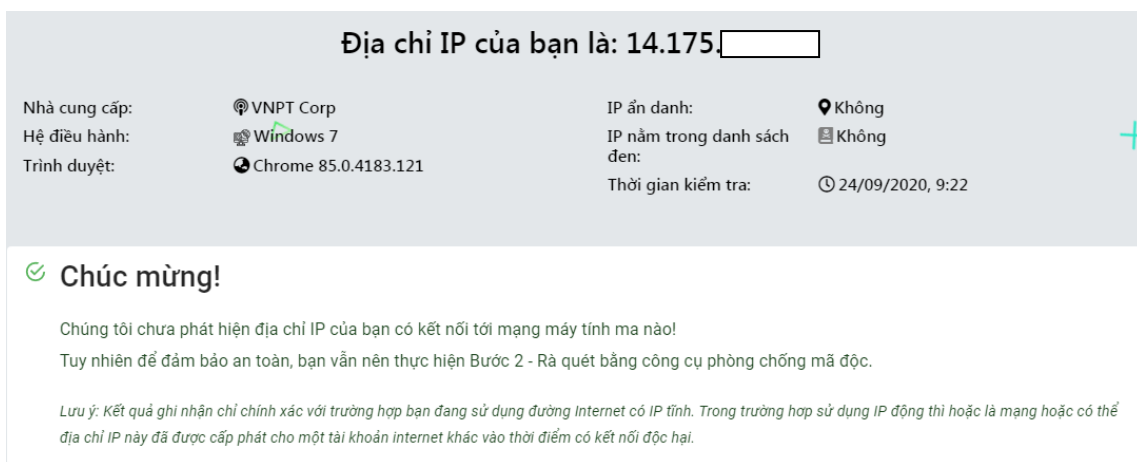 Địa chỉ IP của bạn là: 14.175.
Nhà cung cấp: VNPT Corp
Hệ điều hành: Windows 7
Trình duyệt: Chrome 85.0.4183.121
IP ẩn danh: Không
IP nằm trong danh sách Không
đen:
Thời gian kiểm tra: 24/09/2020, 9:22
Chúc mừng!
Chúng tôi chưa phát hiện địa chỉ IP của bạn có kết nối tới mạng máy tính ma nào!
Tuy nhiên để đảm bảo an toàn, bạn vẫn nên thực hiện Bước 2 - Rà quét bằng công cụ phòng chống mã độc.
Lưu ý: Kết quả ghi nhận chỉ chính xác với trường hợp bạn đang sử dụng đường Internet có IP tĩnh. Trong trường hợp sử dụng IP động thì hoặc là mạng hoặc có thể
địa chỉ IP này đã được cấp phát cho một tài khoản internet khác vào thời điểm có kết nối độc hại.